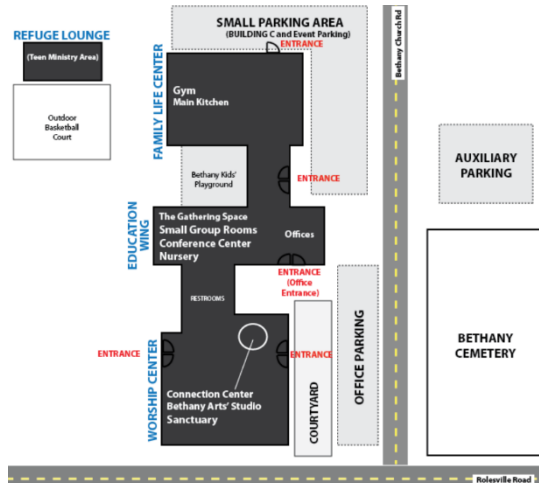 SMALL PARKING AREA
(BUILDING C and Event Parking)
ENTRANCE
Bethany Church Rd
REFUGE LOUNGE
(Teen Ministry Area)
Outdoor
Basketball
Court
FAMILY LIFE CENTER
Gym
Main Kitchen
Bethany Kids'
Playground
ENTRANCE
AUXILIARY
PARKING
EDUCATION
WING
The Gathering Space
Small Group Rooms
Conference Center
Nursery
Offices
ENTRANCE
(Office
Entrance)
RESTROOMS
ENTRANCE
ENTRANCE
WORSHIP CENTER
Connection Center
Bethany Arts' Studio
Sanctuary
COURTYARD
OFFICE PARKING
BETHANY
CEMETERY
Rolesville Road